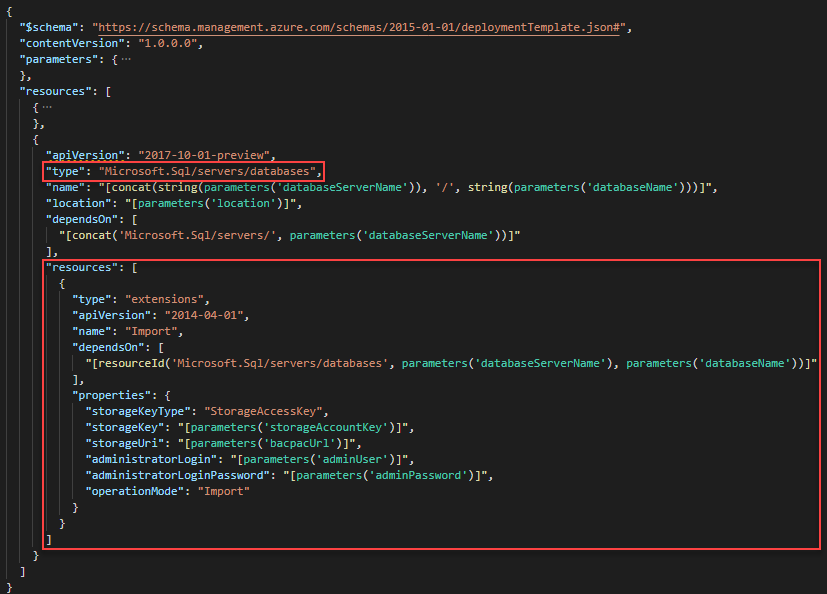 {
"$schema": "https://schema.management.azure.com/schemas/2015-01-01/deploymentTemplate.json#",
"contentVersion": "1.0.0.0",
"parameters": {···
},
"resources": [
{···
},
{
"apiVersion": "2017-10-01-preview",
"type": "Microsoft.Sql/servers/databases",
"name": "[concat(string(parameters('databaseServerName')), '/', string(parameters('databaseName')))]",
"location": "[parameters('location')]",
"dependsOn": [
"[concat('Microsoft.Sql/servers/', parameters('databaseServerName'))]"
],
"resources": [
{
"type": "extensions",
"apiVersion": "2014-04-01",
"name": "Import",
"dependsOn": [
"[resourceId('Microsoft.Sql/servers/databases', parameters('databaseServerName'), parameters('databaseName'))]"
],
"properties": {
"storageKeyType": "StorageAccessKey",
"storageKey": "[parameters('storageAccountKey')]",
"storageUri": "[parameters('bacpacUrl')]",
"administratorLogin": "[parameters('adminUser')]",
"administratorLoginPassword": "[parameters('adminPassword')]",
"operationMode": "Import"
}
}
]
}
]
}